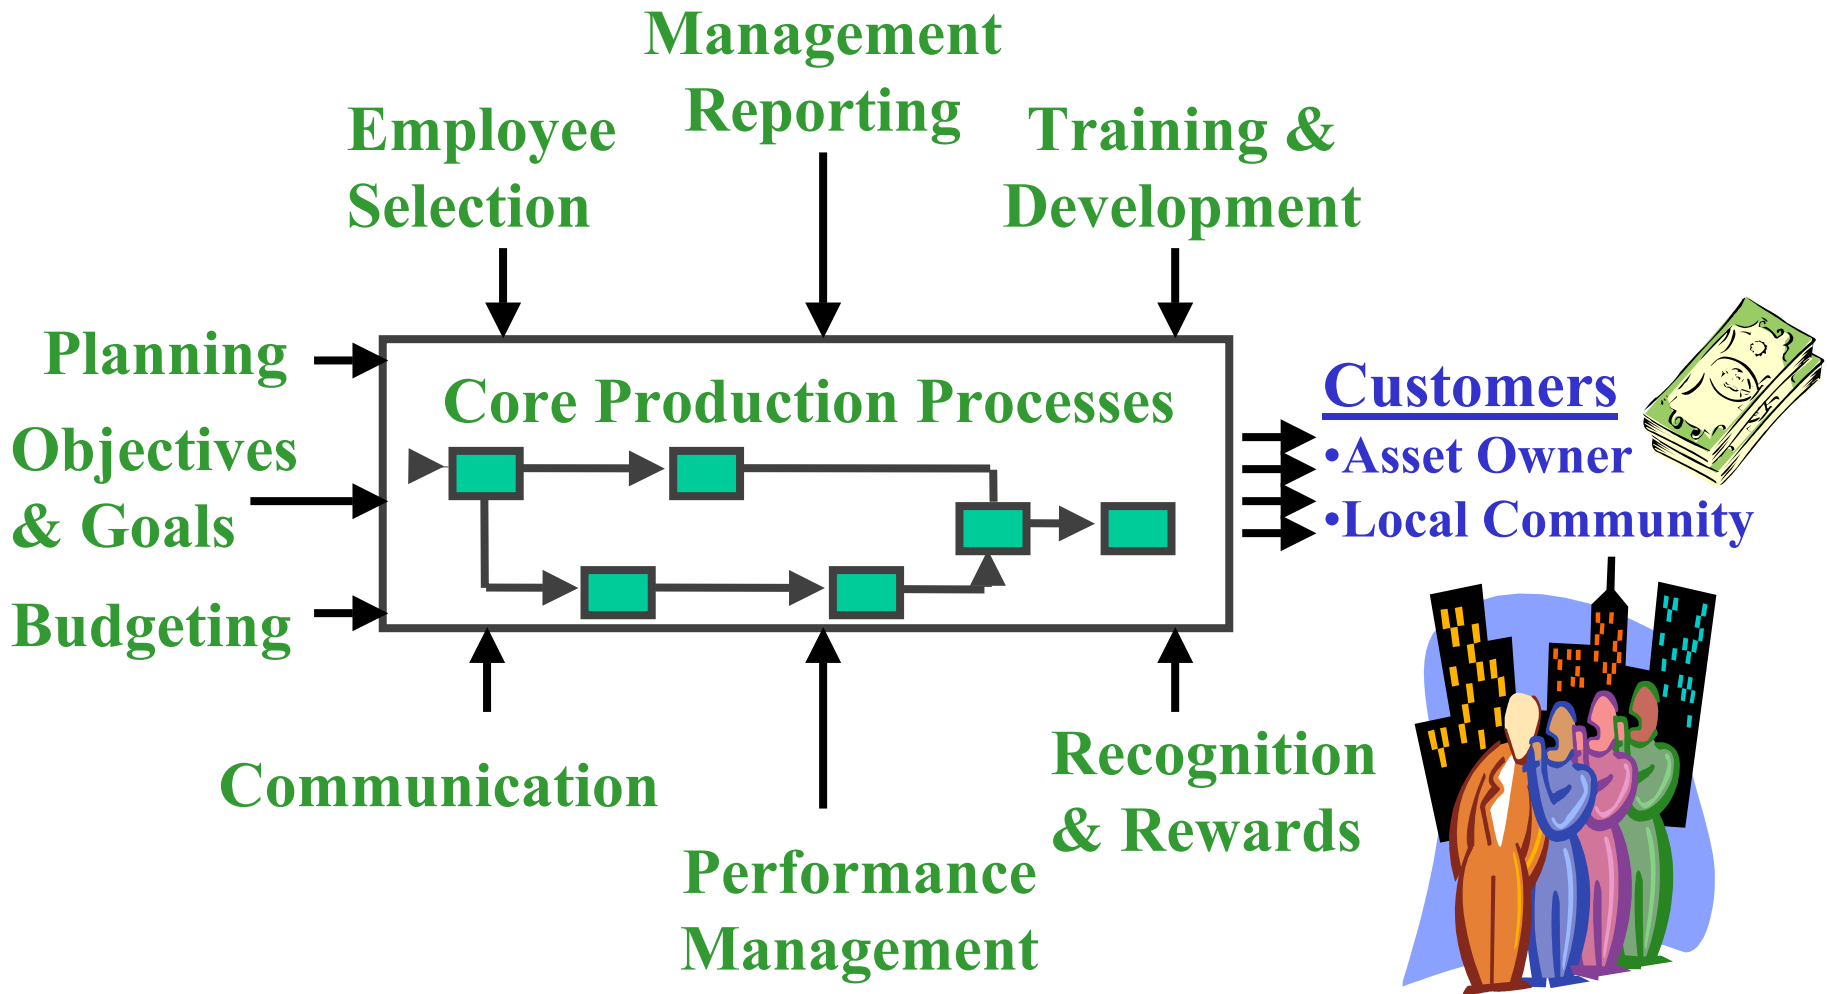 Management
Reporting
Employee
Selection
Training &
Development
Planning
Objectives
& Goals
Budgeting
Core Production Processes
Customers
•Asset Owner
•Local Community
Communication
Performance
Management
Recognition
& Rewards